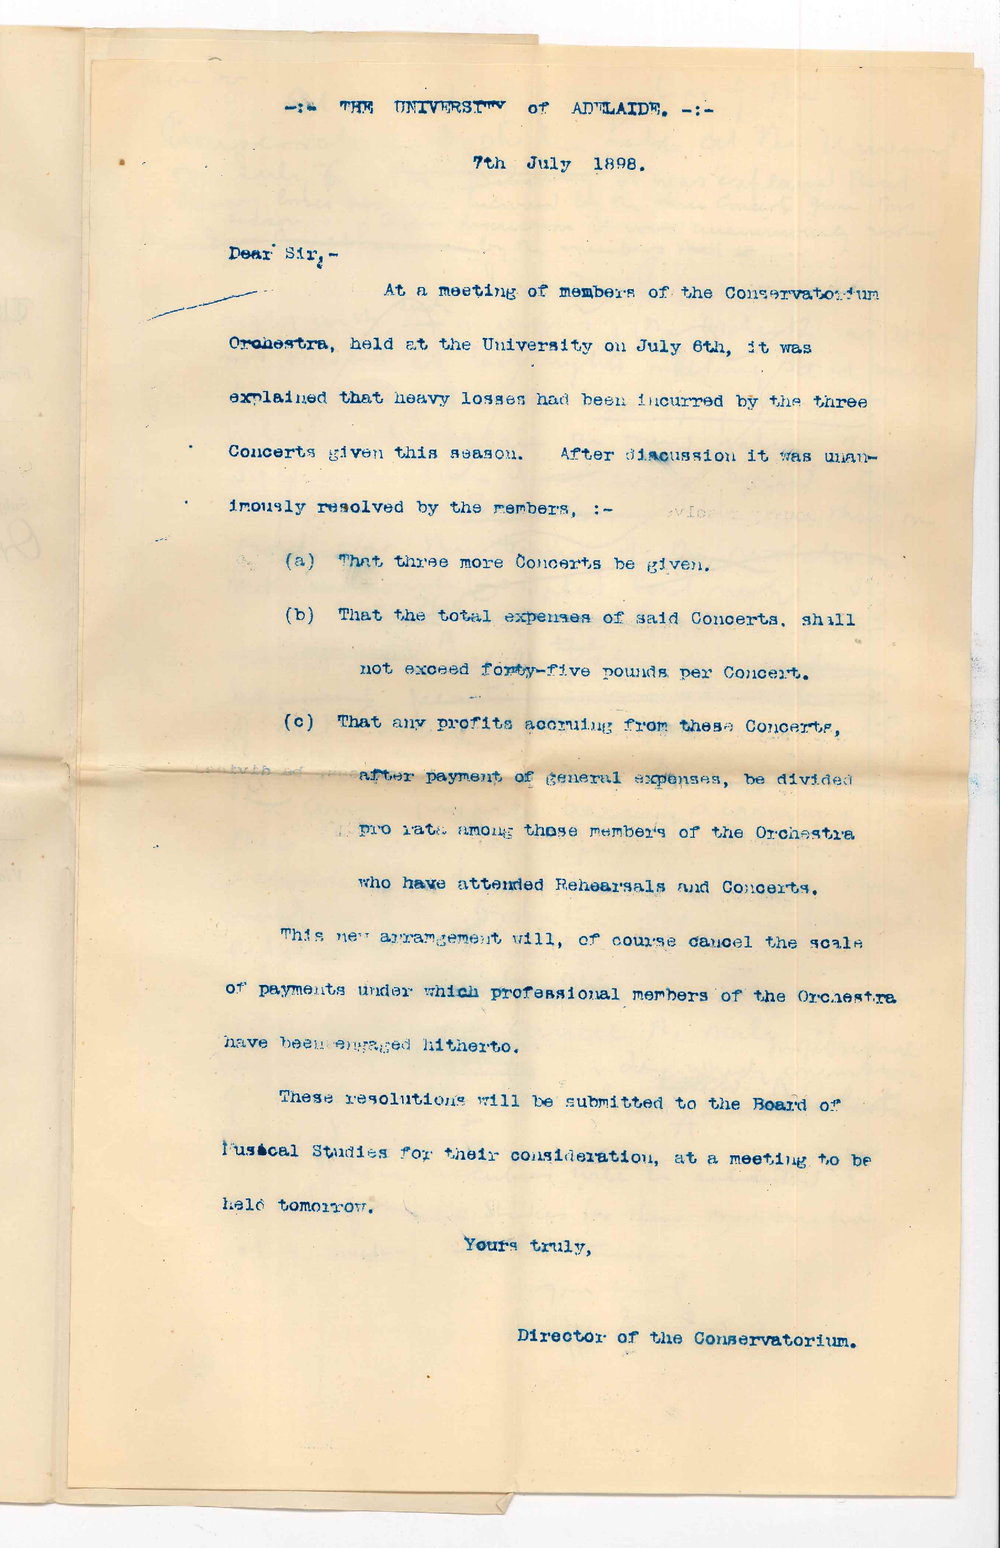 -:- THE UNIVERSITY of ADELAIDE. -:-
7th July 1898.
Dear Sir,-
At a meeting of members of the Conservatorium
Orchestra, held at the University on July 6th, it was
explained that heavy losses had been incurred by the three
Concerts given this season. After discussion it was unan-
imously resolved by the members, :-
(a) That three more Concerts be given.
(b) That the total expenses of said Concerts. shall
not exceed forty-five pounds per Concert.
(c) That any profits accruing from these Concerts,
after payment of general expenses, be divided
pro rata among those members of the Orchestra
who have attended Rehearsals and Concerts.
This new arrangement will, of course cancel the scale
of payments under which professional members of the Orchestra
have been engaged hitherto.
These resolutions will be submitted to the Board of
Musical Studies for their consideration, at a meeting to be
held tomorrow.
Yours truly,
Director of the Conservatorium.